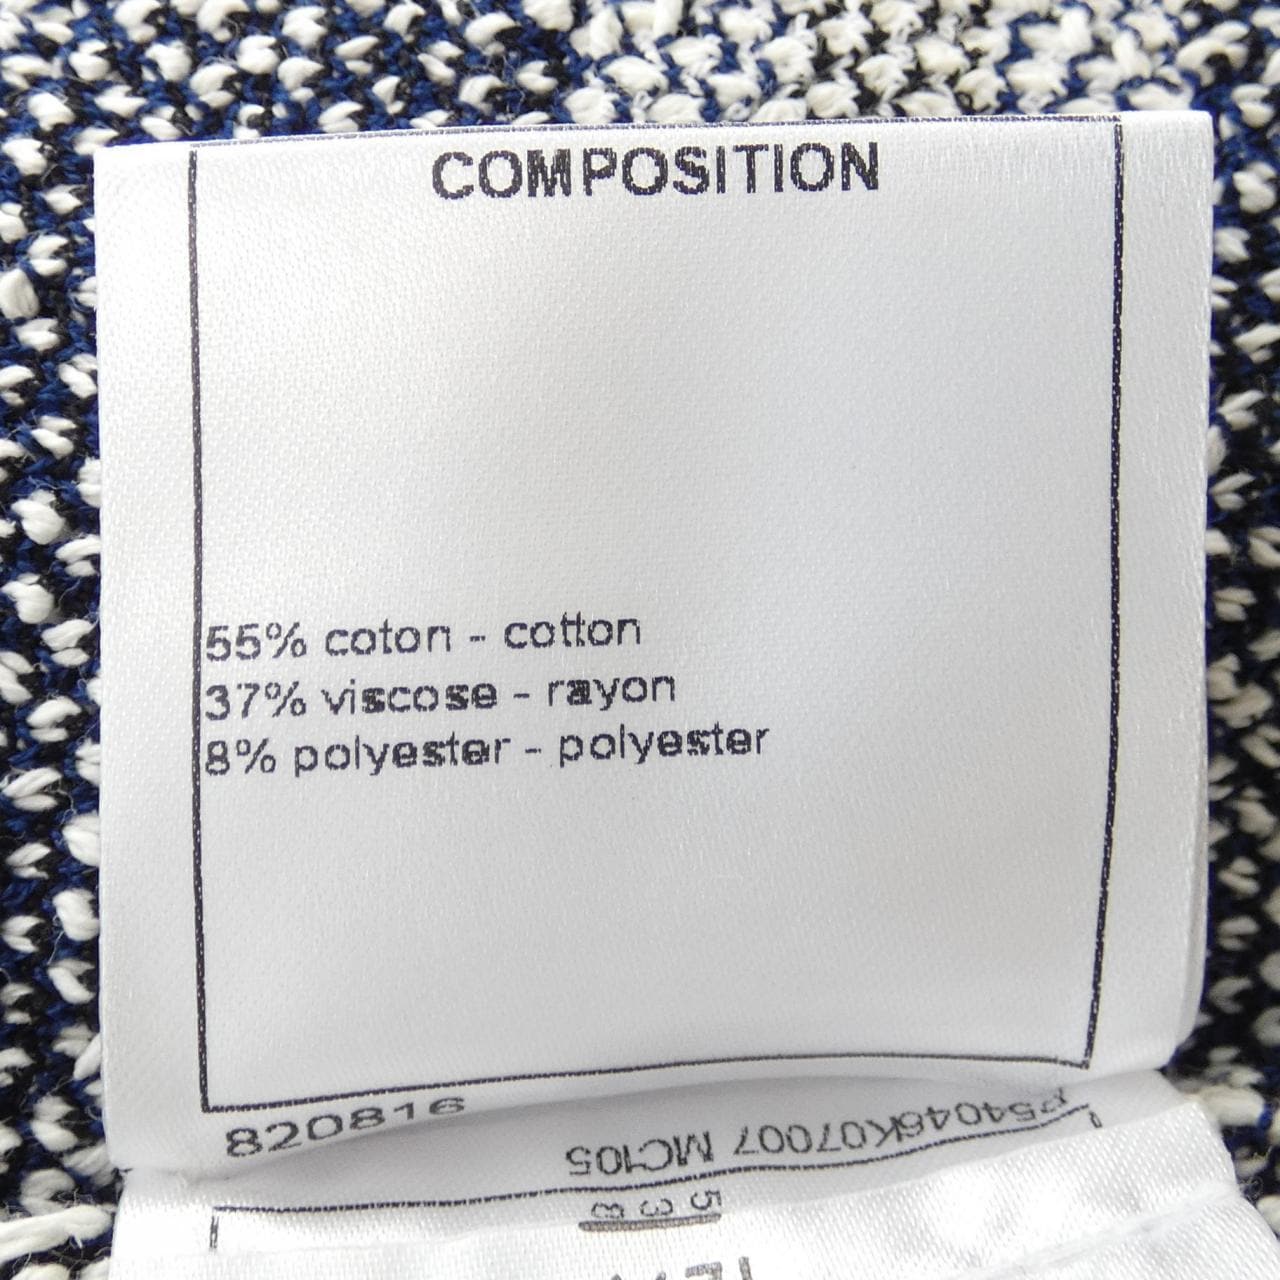 COMPOSITION
55% coton - cotton
37% viscose - rayon
8% polyester - polyester
820816
P54046K07007 MC105